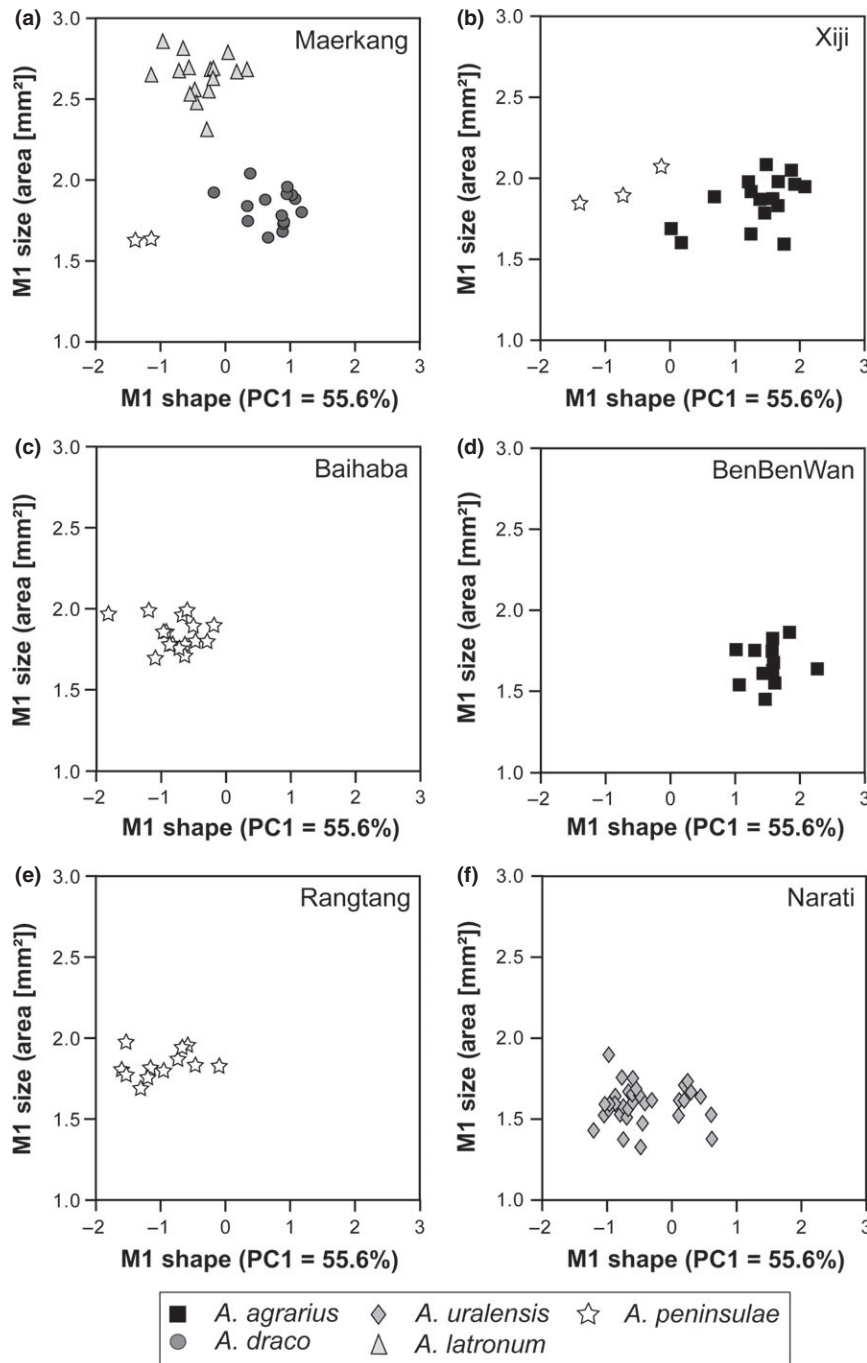 (a)
Maerkang
M1 size (area [mm²])
3.0
2.5
2.0
1.5
1.0
–2 –1 0 1 2 3
M1 shape (PC1 = 55.6%)
(b)
Xiji
M1 size (area [mm²])
3.0
2.5
2.0
1.5
1.0
–2 –1 0 1 2 3
M1 shape (PC1 = 55.6%)
(c)
Baihaba
M1 size (area [mm²])
3.0
2.5
2.0
1.5
1.0
–2 –1 0 1 2 3
M1 shape (PC1 = 55.6%)
(d)
BenBenWan
M1 size (area [mm²])
3.0
2.5
2.0
1.5
1.0
–2 –1 0 1 2 3
M1 shape (PC1 = 55.6%)
(e)
Rangtang
M1 size (area [mm²])
3.0
2.5
2.0
1.5
1.0
–2 –1 0 1 2 3
M1 shape (PC1 = 55.6%)
(f)
Narati
M1 size (area [mm²])
3.0
2.5
2.0
1.5
1.0
–2 –1 0 1 2 3
M1 shape (PC1 = 55.6%)
A. agrarius A. uralensis A. peninsulae
A. draco A. latronum